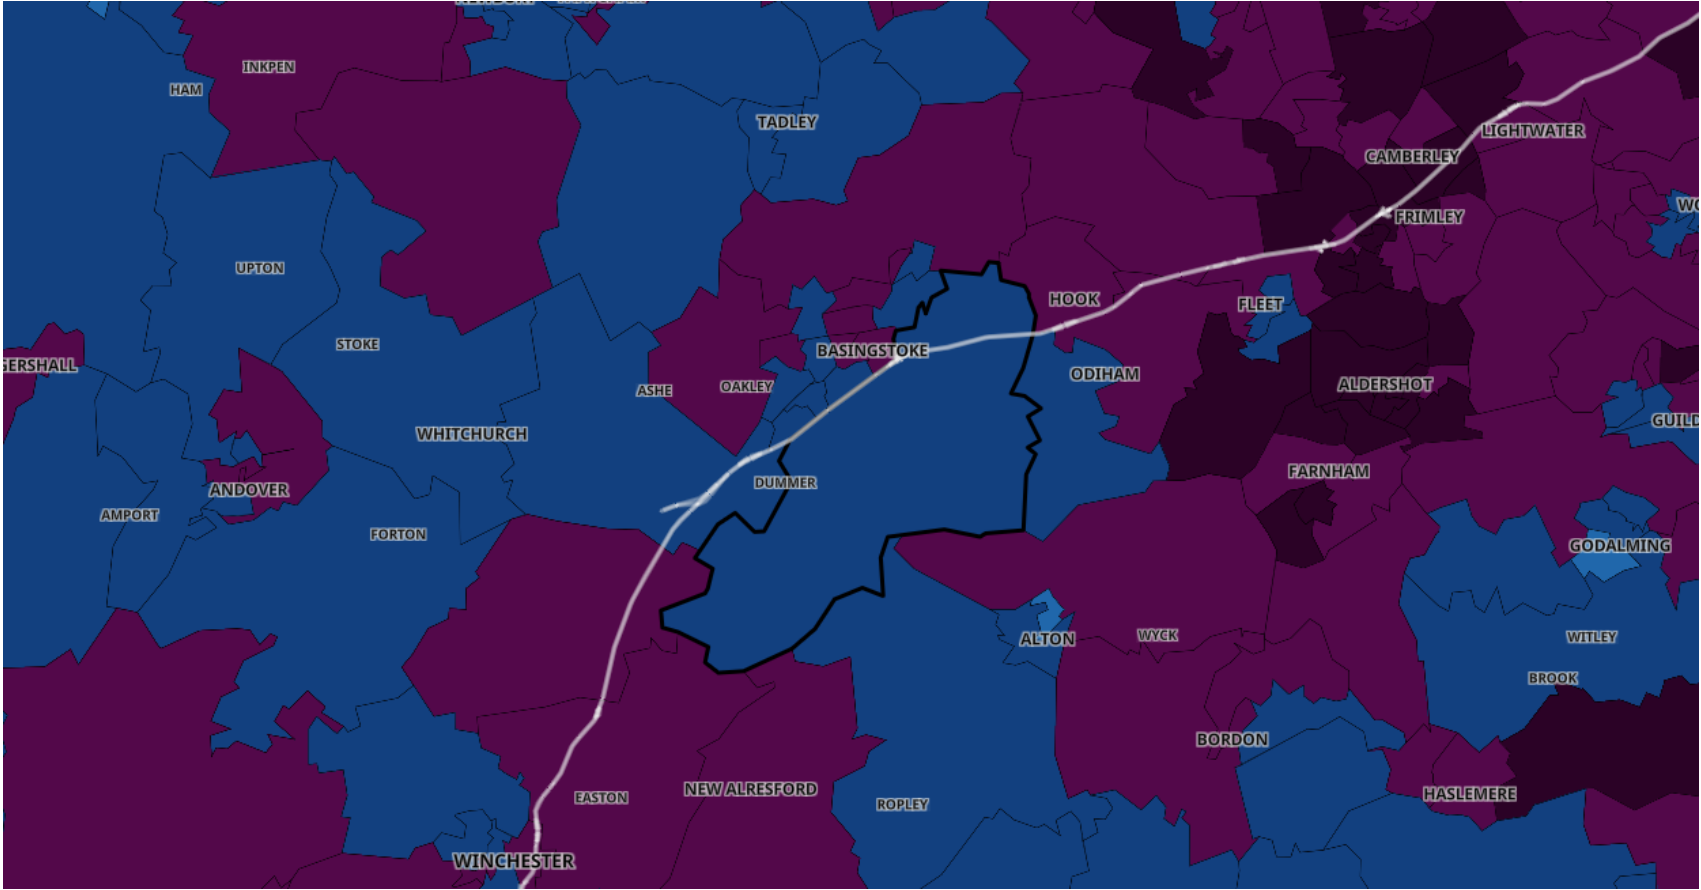 INKPEN
HAM
TADLEY
LIGHTWATER
CAMBERLEY
FRIMLEY
UPTON
HOOK
FLEET
STOKE
BASINGSTOKE
GERSHALL
ASHE
OAKLEY
ODIHAM
ALDERSHOT
GUILD
WHITCHURCH
FARNHAM
DUMMER
ANDOVER
AMPORT
FORTON
GODALMING
ALTON
WYCK
WITLEY
BROOK
BORDON
NEW ALRESFORD
EASTON
ROPLEY
HASLEMERE
WINCHESTER